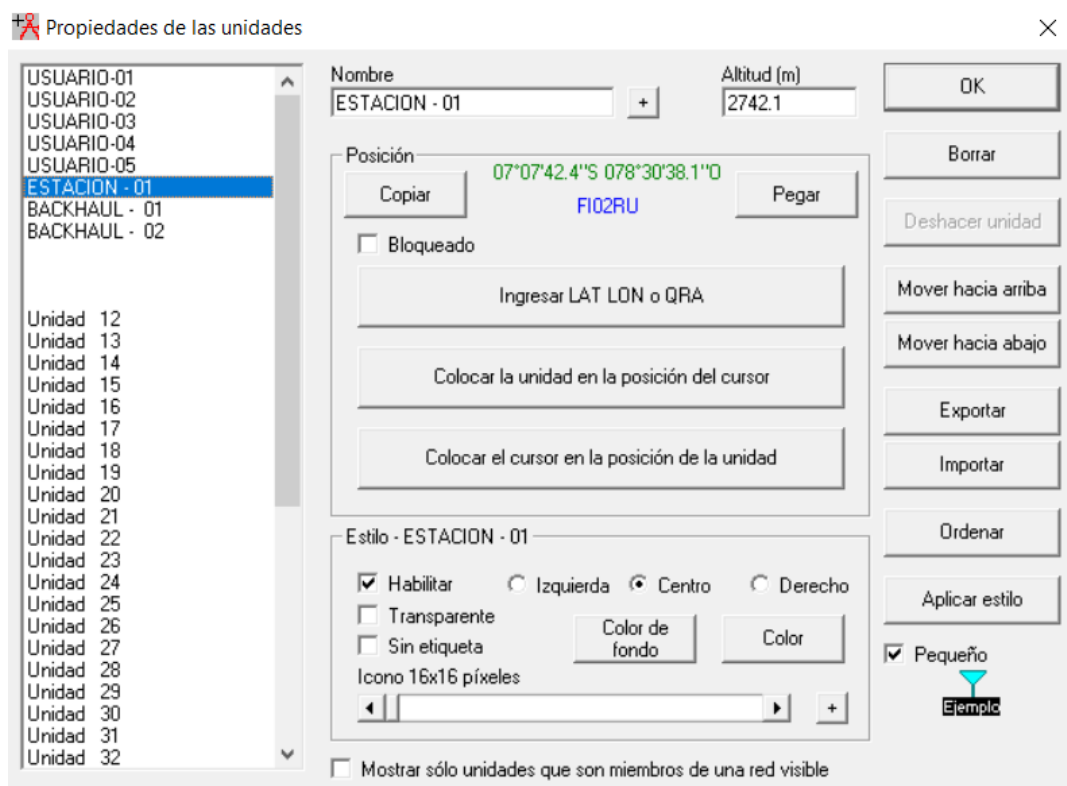 Propiedades de las unidades
USUARIO-01
USUARIO-02
USUARIO-03
USUARIO-04
USUARIO-05
ESTACION - 01
BACKHAUL - 01
BACKHAUL - 02
Unidad 12
Unidad 13
Unidad 14
Unidad 15
Unidad 16
Unidad 17
Unidad 18
Unidad 19
Unidad 20
Unidad 21
Unidad 22
Unidad 23
Unidad 24
Unidad 25
Unidad 26
Unidad 27
Unidad 28
Unidad 29
Unidad 30
Unidad 31
Unidad 32
Nombre
ESTACION - 01
+
Altitud (m)
2742.1
Posición
Copiar
07°07'42.4''S 078°30'38.1''O
FI02RU
Pegar
Bloqueado
Ingresar LAT LON o QRA
Colocar la unidad en la posición del cursor
Colocar el cursor en la posición de la unidad
Estilo - ESTACION - 01
Habilitar
Izquierda
Centro
Derecho
Transparente
Sin etiqueta
Color de
fondo
Color
Icono 16x16 píxeles
+
Mostrar sólo unidades que son miembros de una red visible
OK
Borrar
Deshacer unidad
Mover hacia arriba
Mover hacia abajo
Exportar
Importar
Ordenar
Aplicar estilo
Pequeño
Ejemplo